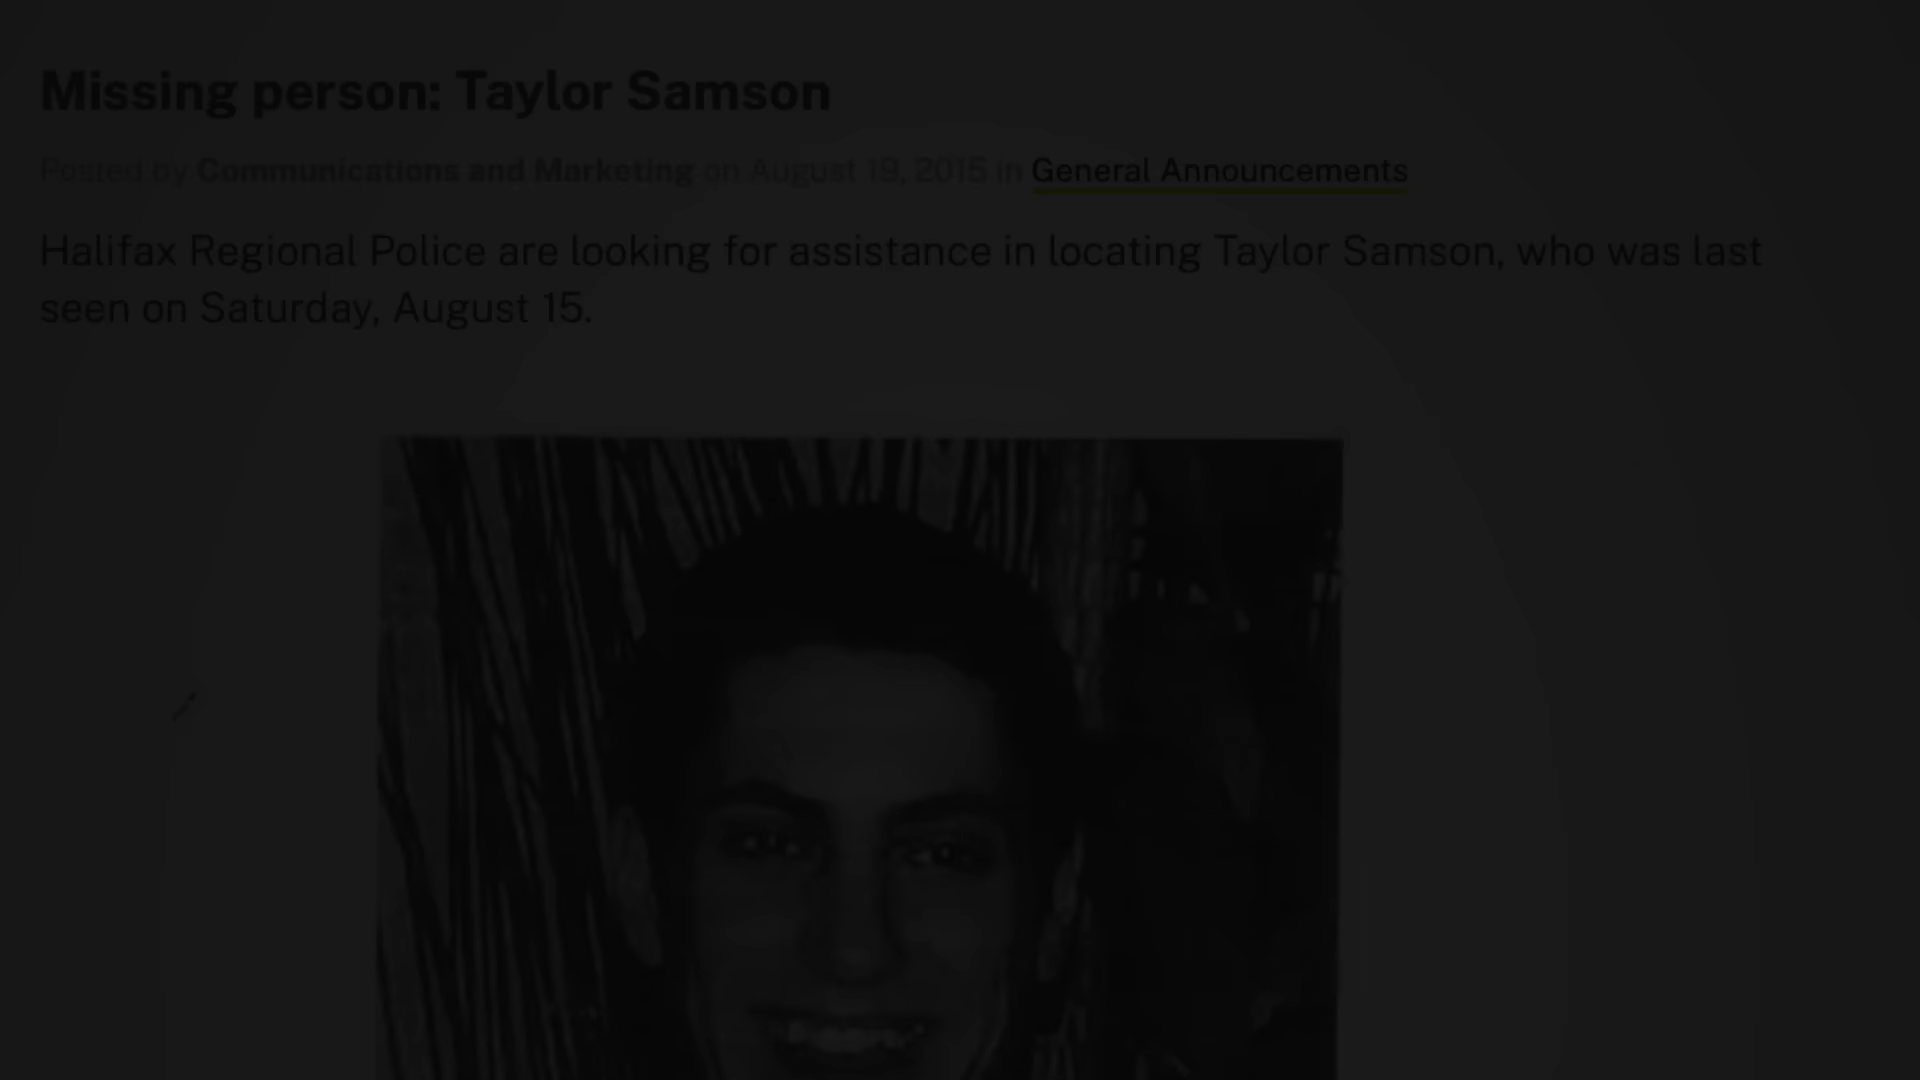 Missing person: Taylor Samson
Posted by Communications and Marketing on August 19, 2015 in General Announcements
Halifax Regional Police are looking for assistance in locating Taylor Samson, who was last
seen on Saturday, August 15.